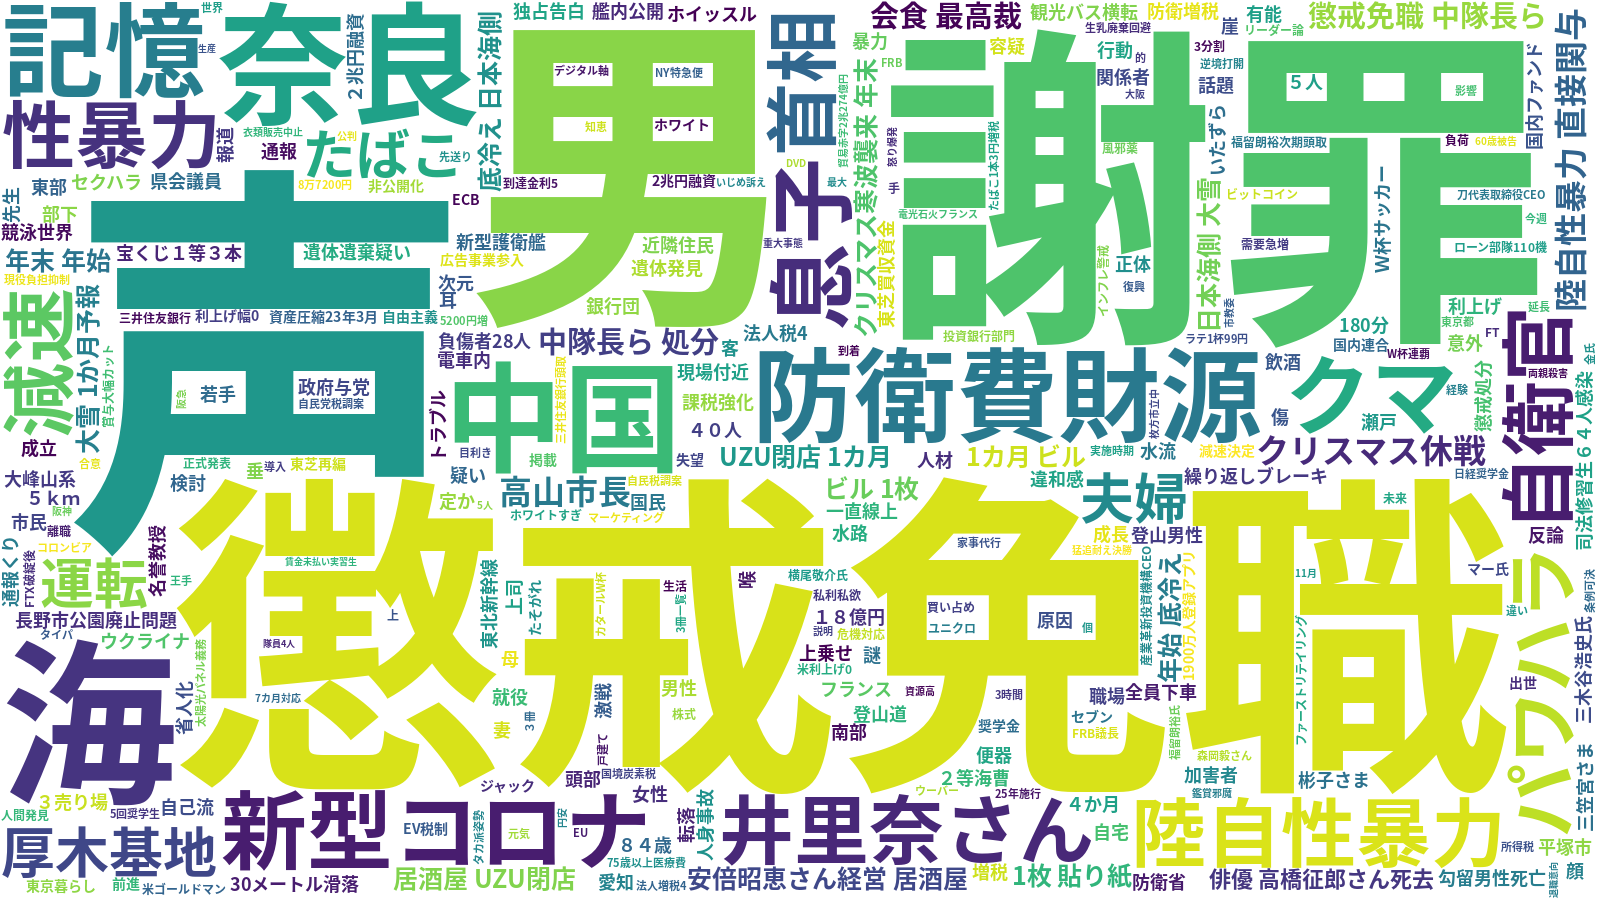 記憶
奈良
世界
生産
２兆円融資
日本海側
底冷え
独占告白
艦内公開
ホイッスル
首相
会食 最高裁
観光バス横転
防衛増税
生乳廃棄回避
崖
有能
リーダー論
懲戒免職 中隊長ら
陸自性暴力 直接関与
国内ファンド
性暴力
報道
衣類販売中止
通報
公判
たばこ
先送り
男
デジタル軸
NY特急便
知恵
ホワイト
DVD
暴力
FRB
容疑
行動
的
関係者
大阪
3分割
逆境打開
話題
謝罪
５人
影響
貿易赤字2兆274億円
寒波襲来 年末
怒り爆発
風邪薬
いたずら
福留朗裕次期頭取
負荷
60歳被告
東部
セクハラ
県会議員
8万7200円
非公開化
到達金利5
2兆円融資
いじめ訴え
最大
手
たばこ1本3円増税
ビットコイン
刀代表取締役CEO
先生
部下
ECB
息子
電光石火フランス
大雪
日本海側
W杯サッカー
今週
競泳世界
宝くじ１等３本
遺体遺棄疑い
新型護衛艦
近隣住民
重大事態
クリスマス
東芝買収資金
需要急増
ローン部隊110機
年末 年始
声
広告事業参入
遺体発見
インフレ警戒
正体
現役負担抑制
次元
耳
復興
減速
大雪 1か月予報
銀行団
市教委
利上げ
延長
三井住友銀行
利上げ幅0
資産圧縮23年3月
自由主義
5200円増
法人税4
投資銀行部門
180分
東京都
FT
自衛官
官与大幅カット
負傷者28人
中隊長ら 処分
客
到着
ラテ1杯99円
国内連合
意外
W杯連覇
金氏
電車内
中国
現場付近
防衛費財源
飲酒
クマ
両親殺害
若手
政府与党
自民党税調案
阪急
トラブル
三井住友銀行頭取
課税強化
枚方市立中
経験
懲戒処分
司法修習生６４人感染
成立
４０人
傷
瀬戸
合意
正式発表
垂
導入
東芝再編
目利き
掲載
失望
UZU閉店 1カ月
人材
1カ月 ビル
実施時期
水流
減速決定
クリスマス休戦
大峰山系
検討
疑い
違和感
繰り返しブレーキ
日経奨学金
５ｋｍ
阪神
定か
5人
高山市長
自民税調案
国民
ビル 1枚
夫婦
未来
市民
離職
ホワイトすぎ
マーケティング
一直線上
水路
成長
登山男性
反論
通報くり
コロンビア
名誉教授
懲戒免職
賃金未払い実習生
家事代行
猛追耐え決勝
マー氏
FTX破綻後
運転
王手
東北新幹線
上司
たそがれ
カタールW杯
3冊一覧
生活
喉
横尾敬介氏
私利私欲
産業革新投資機構CEO
年始 底冷え
1900万人登録アプリ
11月
パワハラ
条例可決
長野市公園廃止問題
上
１８億円
買い占め
原因
個
違い
タイパ
ウクライナ
隊員4人
説明
危機対応
ユニクロ
ファーストリテイリング
三木谷浩史氏
海
太陽光パネル義務
母
上乗せ
謎
米利上げ0
省人化
7カ月対応
就役
激戦
男性
フランス
資源高
3時間
職場
全員下車
出世
妻
３冊
株式
登山道
奨学金
セブン
福留朗裕氏
戸建て
南部
FRB議長
森岡毅さん
三笠宮さま
ジャック
頭部
国境炭素税
便器
加害者
彬子さま
３売り場
女性
２等海曹
ウーバー
25年施行
鑑賞邪魔
人間発見
5回奨学生
自己流
新型コロナ
転落
人身事故
井里奈さん
４か月
陸自性暴力
厚木基地
EV税制
タカ派姿勢
元気
円安
EU
８４歳
自宅
所得税
平塚市
75歳以上医療費
東京暮らし
前進
米ゴールドマン
30メートル滑落
居酒屋 UZU閉店
愛知
法人増税4
安倍昭恵さん経営 居酒屋
増税
1枚 貼り紙
防衛省
俳優 高橋征郎さん死去
勾留男性死亡
退職意向
顔